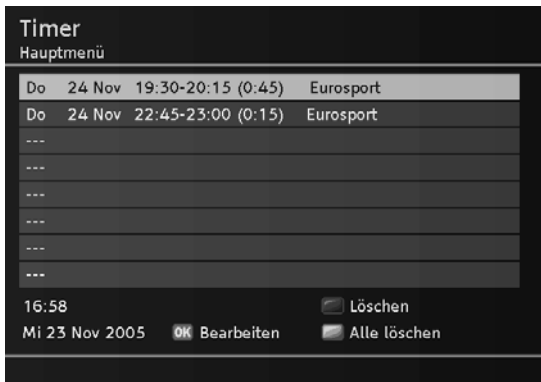 Timer
Hauptmenü
Do 24 Nov 19:30-20:15 (0:45) Eurosport
Do 24 Nov 22:45-23:00 (0:15) Eurosport
---
---
---
---
---
---
16:58 Löschen
Mi 23 Nov 2005 OK Bearbeiten Alle löschen